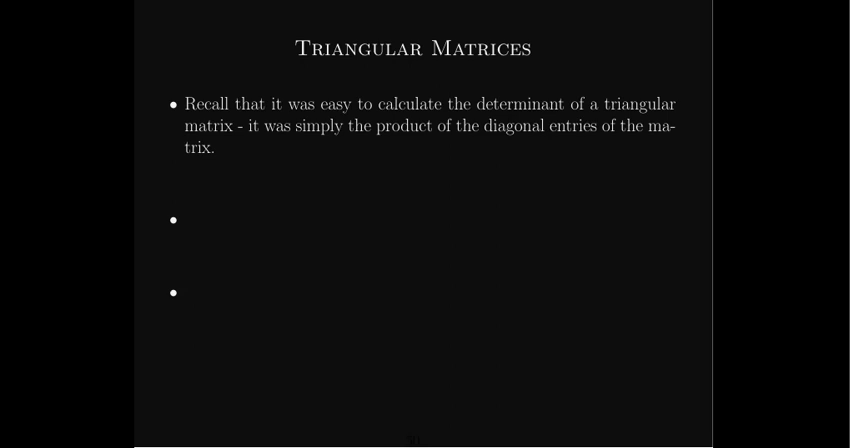 Triangular Matrices
• Recall that it was easy to calculate the determinant of a triangular
matrix - it was simply the product of the diagonal entries of the ma-
trix.
•
•